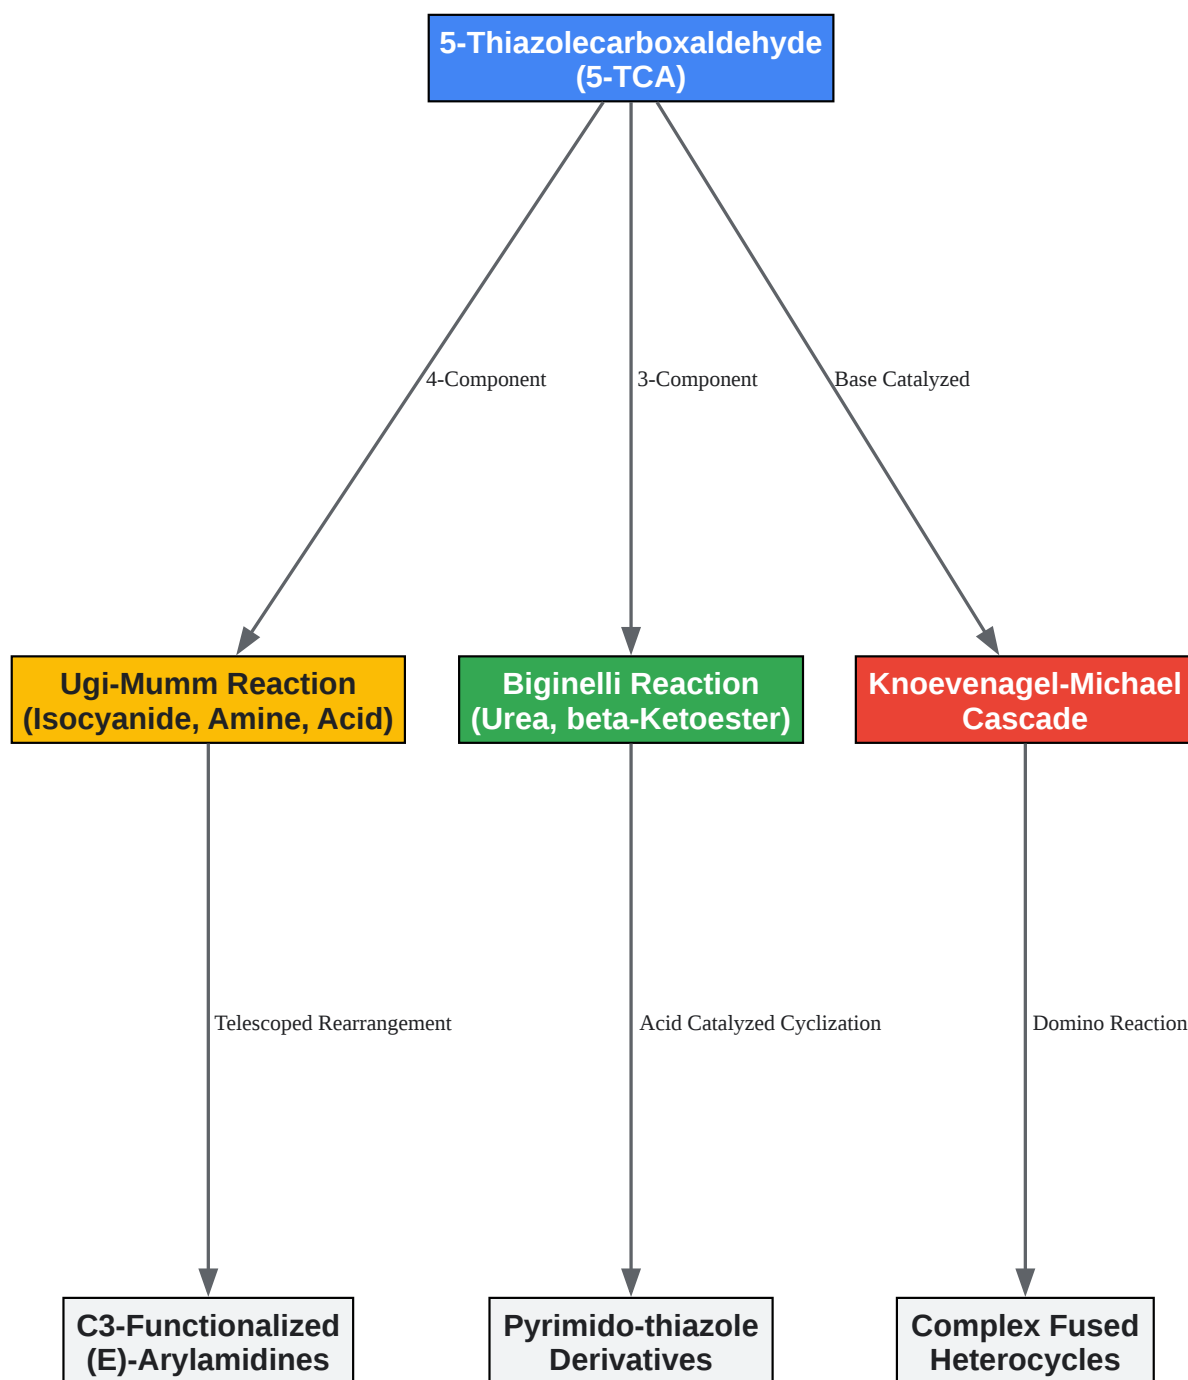 5-Thiazolecarboxaldehyde
(5-TCA)
4-Component
3-Component
Base Catalyzed
Ugi-Mumm Reaction
(Isocyanide, Amine, Acid)
Biginelli Reaction
(Urea, beta-Ketoester)
Knoevenagel-Michael
Cascade
Telescoped Rearrangement
Acid Catalyzed Cyclization
Domino Reaction
C3-Functionalized
(E)-Arylamidines
Pyrimido-thiazole
Derivatives
Complex Fused
Heterocycles